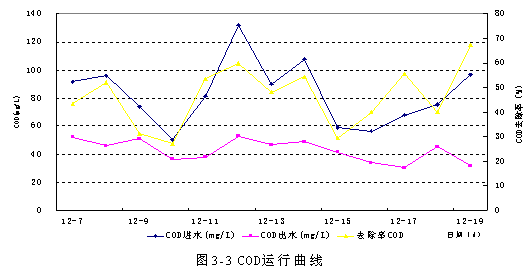 140 120 100 80 60 40 20 0
COD(mg/L)
80 70 60 50 40 30 20 10 0
COD去除率(%)
12-7 12-9 12-11 12-13 12-15 12-17 12-19
COD进水(mg/L) COD出水(mg/L) 去除率COD 日期(d)
图3-3 COD运行曲线